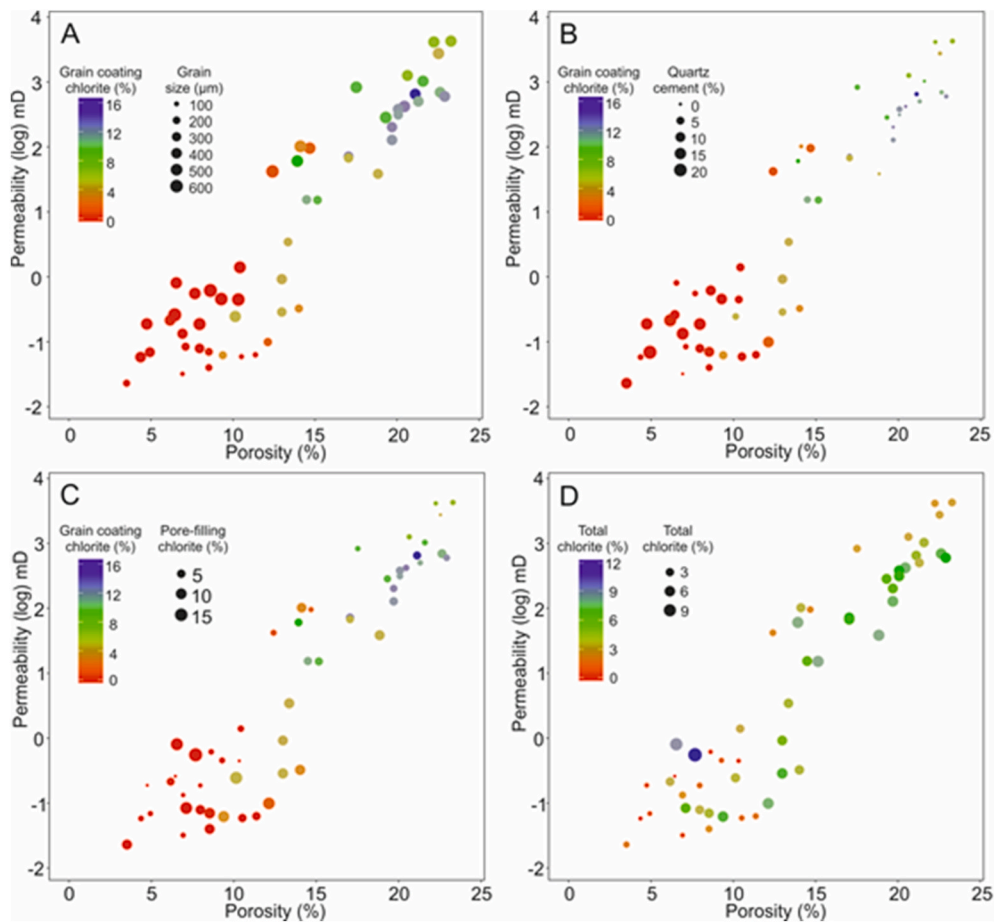 A
Grain coating
chlorite (%)
16
12
8
4
0
Grain
size (µm)
100
200
300
400
500
600
Permeability (log) mD
4
3
2
1
0
-1
-2
0 5 10 15 20 25
Porosity (%)
B
Grain coating
chlorite (%)
16
12
8
4
0
Quartz
cement (%)
0
5
10
15
20
Permeability (log) mD
4
3
2
1
0
-1
-2
0 5 10 15 20 25
Porosity (%)
C
Grain coating
chlorite (%)
16
12
8
4
0
Pore-filling
chlorite (%)
5
10
15
Permeability (log) mD
4
3
2
1
0
-1
-2
0 5 10 15 20 25
Porosity (%)
D
Total
chlorite (%)
12
9
6
3
0
Total
chlorite (%)
3
6
9
Permeability (log) mD
4
3
2
1
0
-1
-2
0 5 10 15 20 25
Porosity (%)